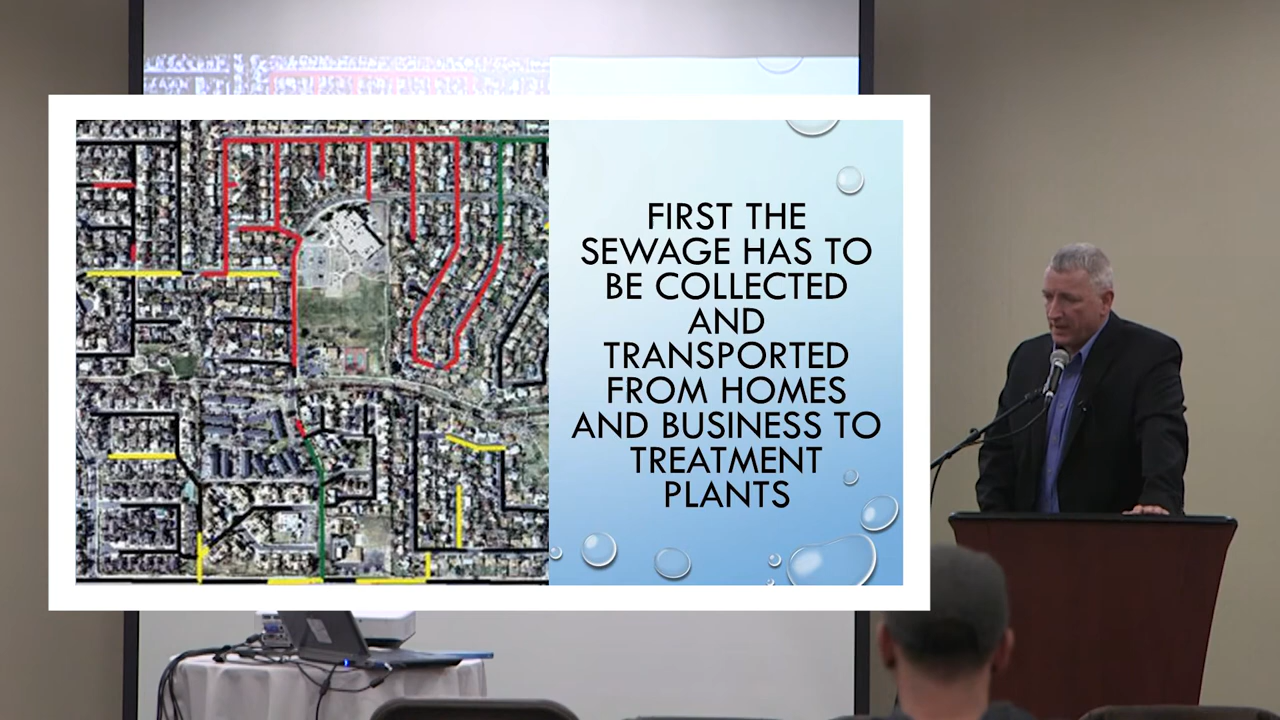 FIRST THE
SEWAGE HAS TO
BE COLLECTED
AND
TRANSPORTED
FROM HOMES
AND BUSINESS TO
TREATMENT
PLANTS